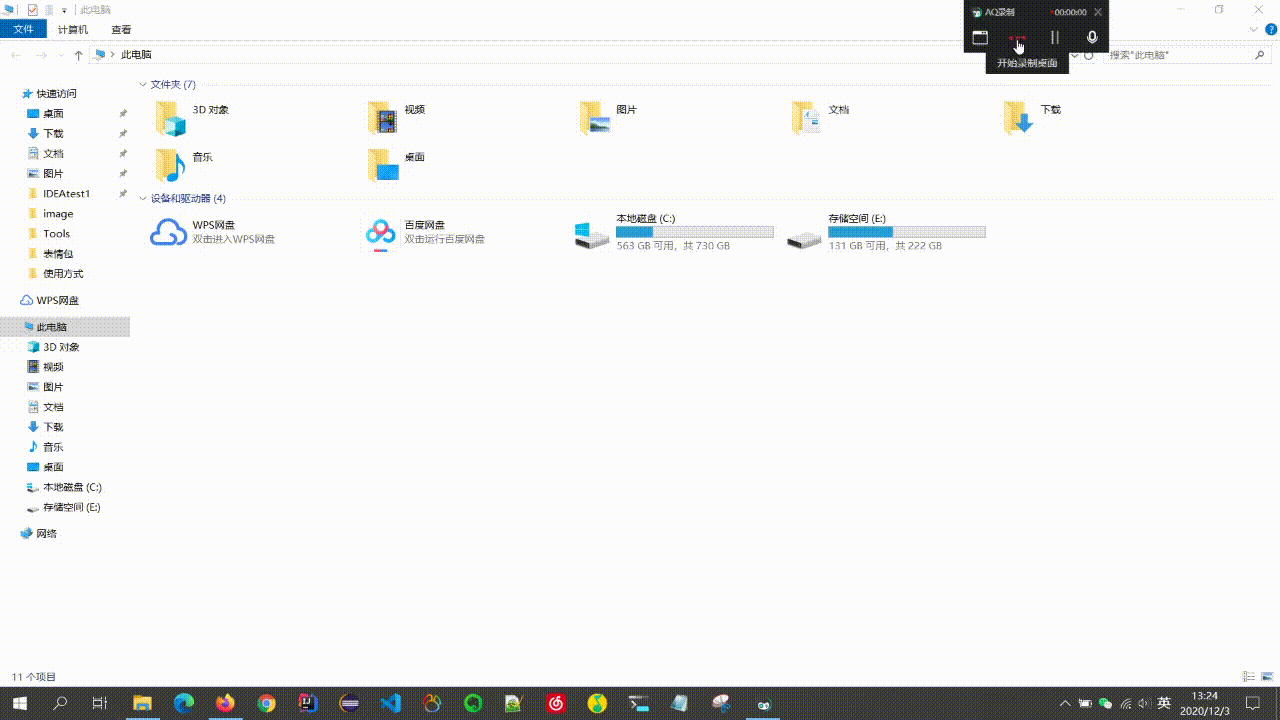 此电脑
AQ录制 00:00:00
文件 计算机 查看
开始录制桌面
此电脑
搜索"此电脑"
快速访问
桌面
下载
文档
图片
IDEAtest1
image
Tools
表情包
使用方式
WPS网盘
此电脑
3D 对象
视频
图片
文档
下载
音乐
桌面
本地磁盘 (C:)
存储空间 (E:)
网络
文件夹 (7)
3D 对象
视频
图片
文档
下载
音乐
桌面
设备和驱动器 (4)
WPS网盘
双击进入WPS网盘
百度网盘
双击运行百度网盘
本地磁盘 (C:)
563 GB 可用，共 730 GB
存储空间 (E:)
131 GB 可用，共 222 GB
11 个项目
英
13:24
2020/12/3